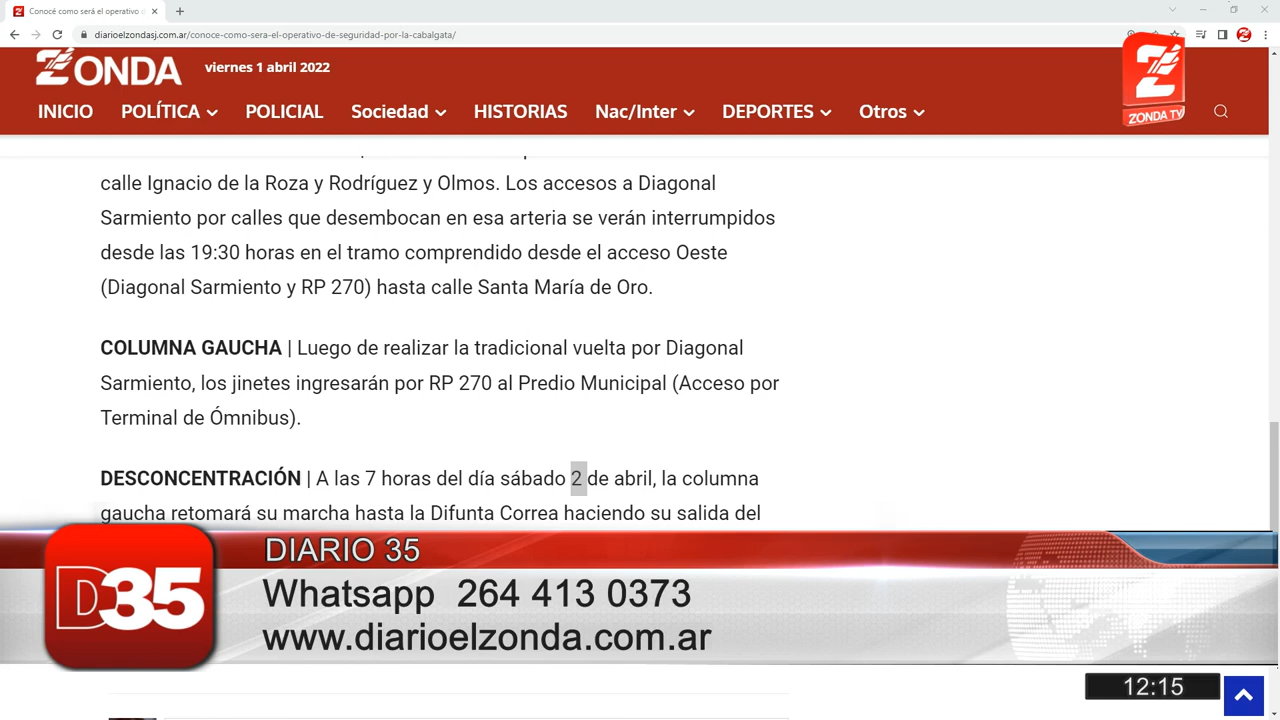 Conocé como será el operativo d
diarioelzondasj.com.ar/conoce-como-sera-el-operativo-de-seguridad-por-la-cabalgata/
ZONDA
viernes 1 abril 2022
ZONDA TV
INICIO POLÍTICA POLICIAL Sociedad HISTORIAS Nac/Inter DEPORTES Otros
calle Ignacio de la Roza y Rodríguez y Olmos. Los accesos a Diagonal
Sarmiento por calles que desembocan en esa arteria se verán interrumpidos
desde las 19:30 horas en el tramo comprendido desde el acceso Oeste
(Diagonal Sarmiento y RP 270) hasta calle Santa María de Oro.
COLUMNA GAUCHA | Luego de realizar la tradicional vuelta por Diagonal
Sarmiento, los jinetes ingresarán por RP 270 al Predio Municipal (Acceso por
Terminal de Ómnibus).
DESCONCENTRACIÓN | A las 7 horas del día sábado 2 de abril, la columna
gaucha retomará su marcha hasta la Difunta Correa haciendo su salida del
DIARIO 35
D35
Whatsapp 264 413 0373
www.diarioelzonda.com.ar
12:15